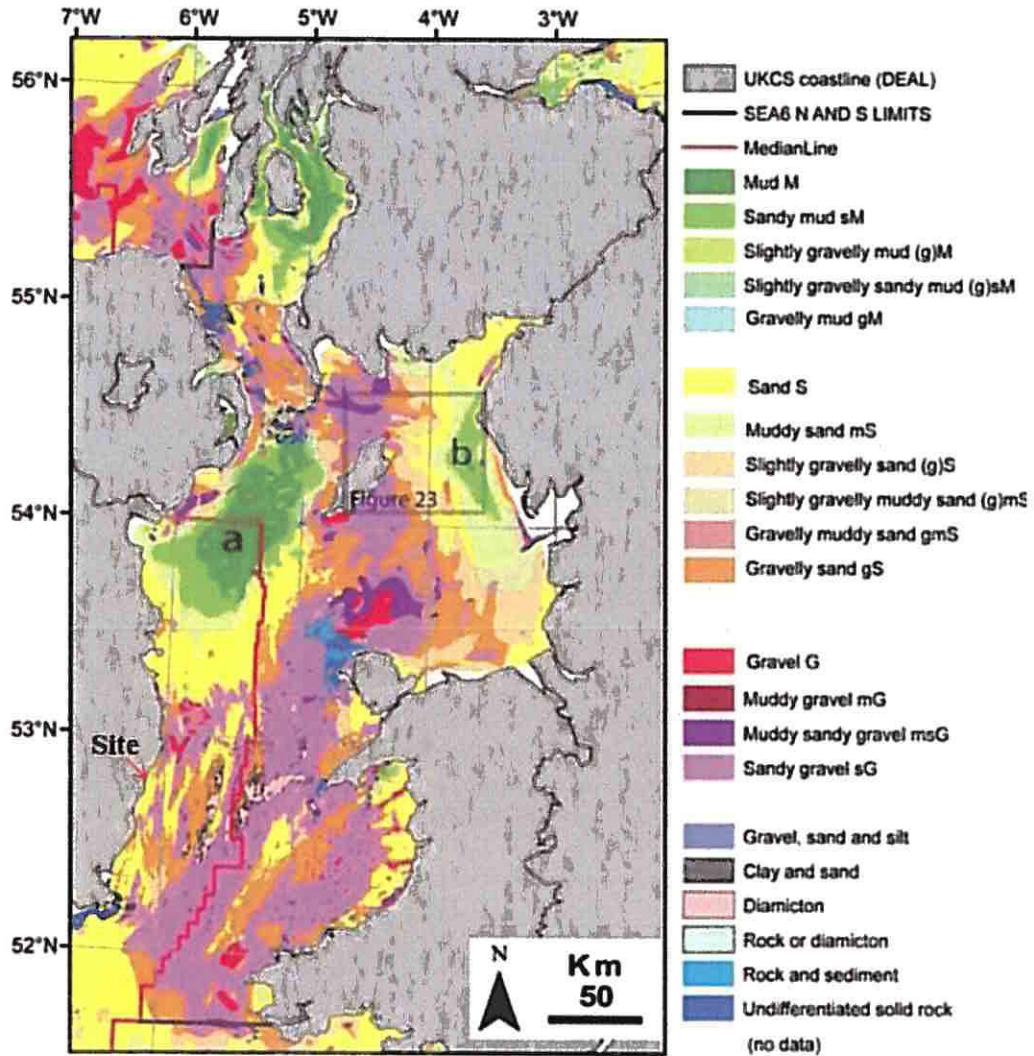 7°W 6°W 5°W 4°W 3°W
56°N
55°N
54°N
53°N
52°N
a
b
Figure 23
Site
N
Km
50
UKCS coastline (DEAL)
SEA6 N AND S LIMITS
MedianLine
Mud M
Sandy mud sM
Slightly gravelly mud (g)M
Slightly gravelly sandy mud (g)sM
Gravelly mud gM
Sand S
Muddy sand mS
Slightly gravelly sand (g)S
Slightly gravelly muddy sand (g)mS
Gravelly muddy sand gmS
Gravelly sand gS
Gravel G
Muddy gravel mG
Muddy sandy gravel msG
Sandy gravel sG
Gravel, sand and silt
Clay and sand
Diamicton
Rock or diamicton
Rock and sediment
Undifferentiated solid rock
(no data)